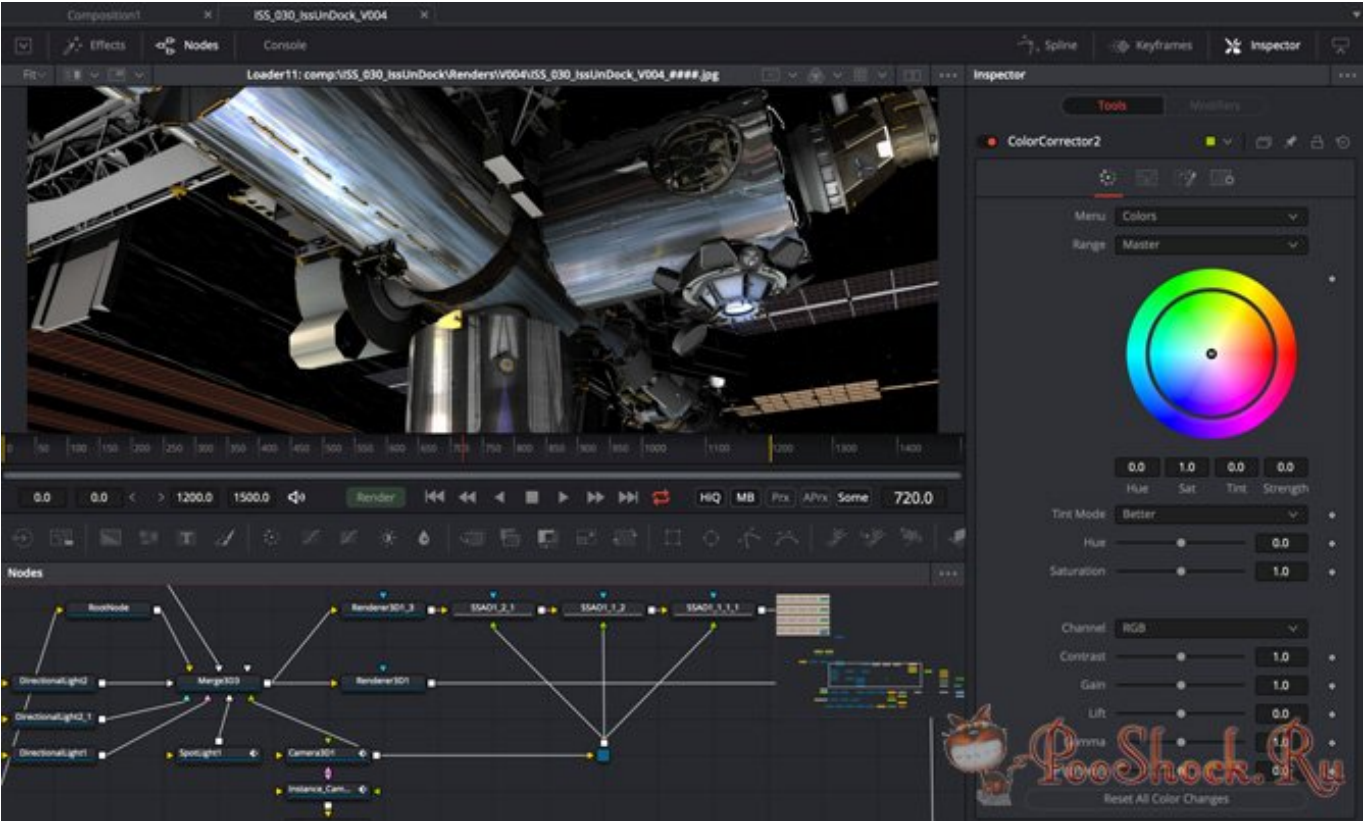 Composition1 × ISS_030_IssUnDock_V004 ×
Effects Nodes Console Spline Keyframes Inspector
Fit Loader11: comp:\ISS_030_IssUnDock\Renders\V004\ISS_030_IssUnDock_V004_####.jpg Inspector
Tools Modifiers
ColorCorrector2
Menu Colors
Range Master
0 50 100 150 200 250 300 350 400 450 500 550 600 650 700 750 800 850 900 950 1000 1100 1200 1300 1400
0.0 1.0 0.0 0.0
Hue Sat Tint Strength
0.0 0.0 < > 1200.0 1500.0 Render HiQ MB Prx APrx Some 720.0
Tint Mode Better
Hue 0.0
Saturation 1.0
Nodes
RootNode Renderer3D1_3 SSAO1_2_1 SSAO1_1_2 SSAO1_1_1_1
Channel RGB
Contrast 1.0
DirectionalLight2 Merge3D3 Renderer3D1
Gain 1.0
DirectionalLight2_1
Lift 0.0
DirectionalLight1 SpotLight1 Camera3D1
Gamma 1.0
PooShock.Ru
0.0
Instance_Cam...
Reset All Color Changes